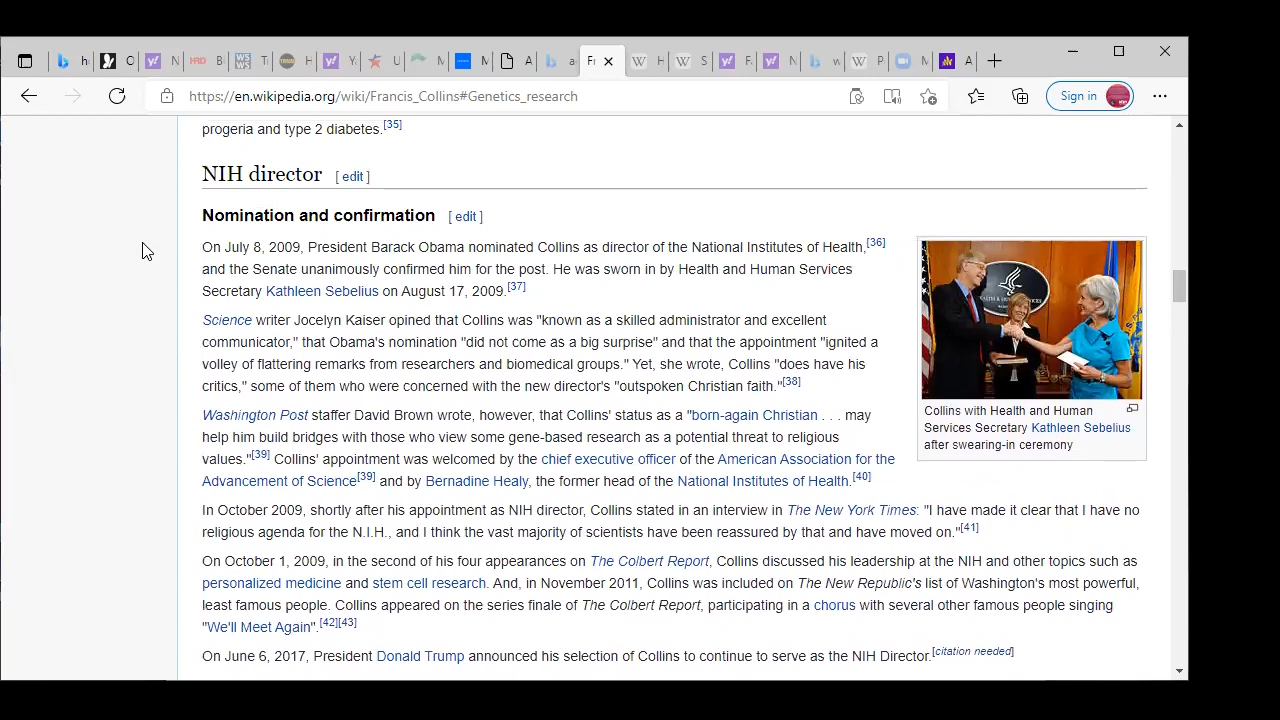 h
C
N
HRD B
WS WS T
TRAIN H
Y
U
M
M
A
a
Fr
W H
W S
F
N
w
W P
M
A
https://en.wikipedia.org/wiki/Francis_Collins#Genetics_research
Sign in
progeria and type 2 diabetes.[35]
NIH director [ edit ]
Nomination and confirmation [ edit ]
On July 8, 2009, President Barack Obama nominated Collins as director of the National Institutes of Health,[36]
and the Senate unanimously confirmed him for the post. He was sworn in by Health and Human Services
Secretary Kathleen Sebelius on August 17, 2009.[37]
Science writer Jocelyn Kaiser opined that Collins was "known as a skilled administrator and excellent
communicator," that Obama's nomination "did not come as a big surprise" and that the appointment "ignited a
volley of flattering remarks from researchers and biomedical groups." Yet, she wrote, Collins "does have his
critics," some of them who were concerned with the new director's "outspoken Christian faith."[38]
Washington Post staffer David Brown wrote, however, that Collins' status as a "born-again Christian . . . may
help him build bridges with those who view some gene-based research as a potential threat to religious
values."[39] Collins' appointment was welcomed by the chief executive officer of the American Association for the
Advancement of Science[39] and by Bernadine Healy, the former head of the National Institutes of Health.[40]
Collins with Health and Human
Services Secretary Kathleen Sebelius
after swearing-in ceremony
In October 2009, shortly after his appointment as NIH director, Collins stated in an interview in The New York Times: "I have made it clear that I have no
religious agenda for the N.I.H., and I think the vast majority of scientists have been reassured by that and have moved on."[41]
On October 1, 2009, in the second of his four appearances on The Colbert Report, Collins discussed his leadership at the NIH and other topics such as
personalized medicine and stem cell research. And, in November 2011, Collins was included on The New Republic's list of Washington's most powerful,
least famous people. Collins appeared on the series finale of The Colbert Report, participating in a chorus with several other famous people singing
"We'll Meet Again".[42][43]
On June 6, 2017, President Donald Trump announced his selection of Collins to continue to serve as the NIH Director.[citation needed]